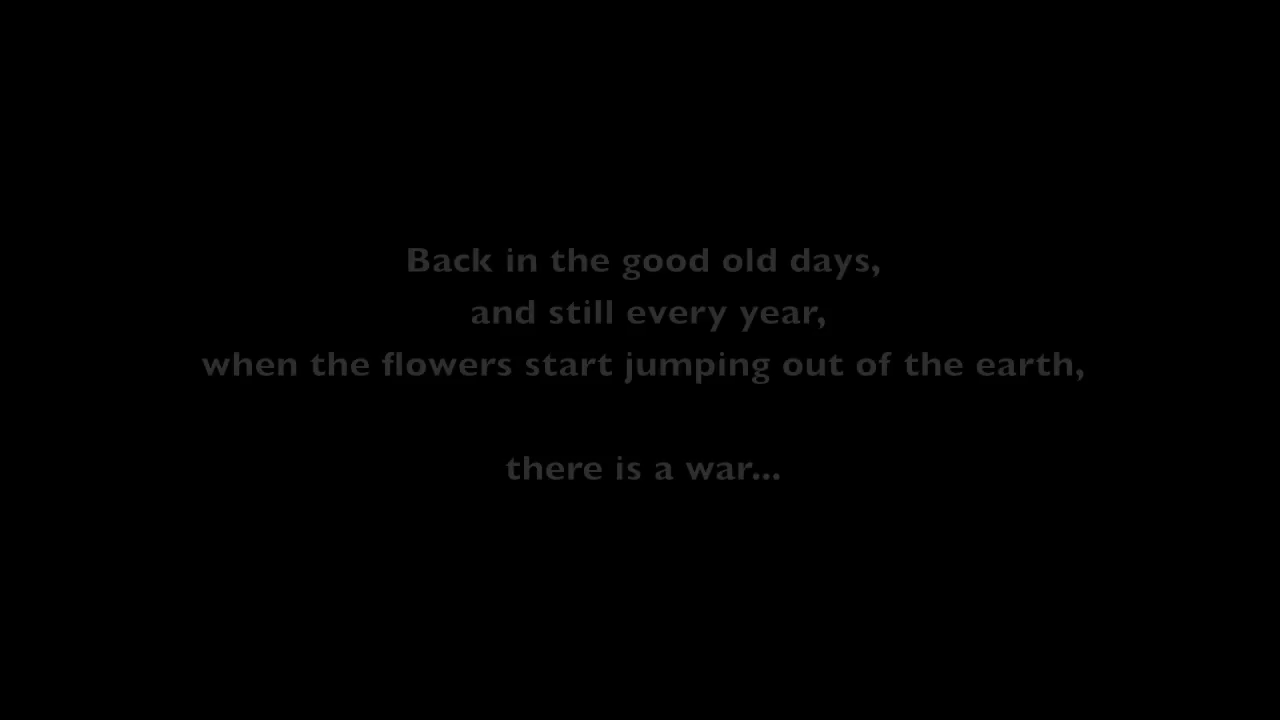 Back in the good old days,
and still every year,
when the flowers start jumping out of the earth,
there is a war...